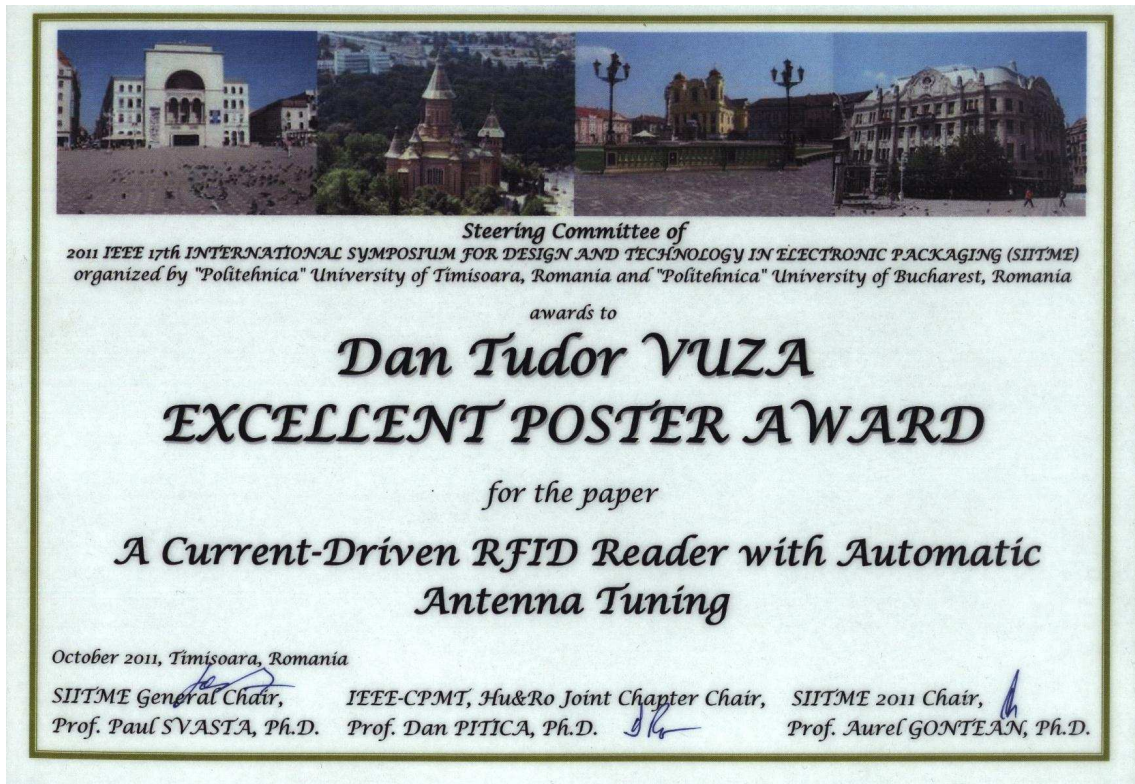 Steering Committee of
2011 IEEE 17th INTERNATIONAL SYMPOSIUM FOR DESIGN AND TECHNOLOGY IN ELECTRONIC PACKAGING (SIITME)
organized by "Politehnica" University of Timisoara, Romania and "Politehnica" University of Bucharest, Romania
awards to
Dan Tudor VUZA
EXCELLENT POSTER AWARD
for the paper
A Current-Driven RFID Reader with Automatic
Antenna Tuning
October 2011, Timişoara, Romania
SIITME General Chair,
Prof. Paul SVASTA, Ph.D.
IEEE-CPMT, Hu&Ro Joint Chapter Chair,
Prof. Dan PITICA, Ph.D.
SIITME 2011 Chair,
Prof. Aurel GONTEAN, Ph.D.